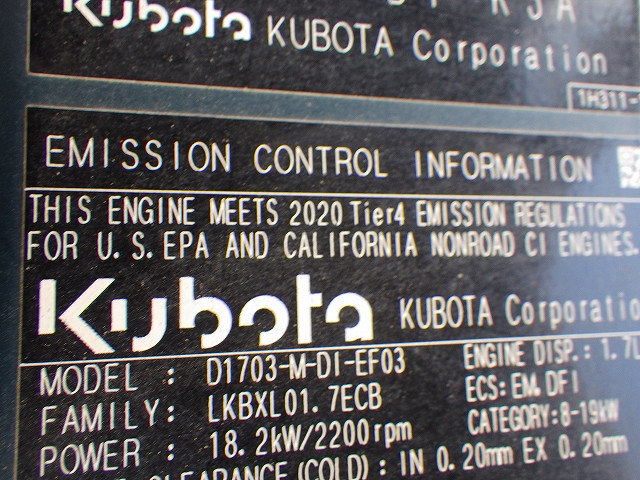 Kubota KUBOTA Corporation
1H311-
EMISSION CONTROL INFORMATION
THIS ENGINE MEETS 2020 Tier4 EMISSION REGULATIONS
FOR U.S.EPA AND CALIFORNIA NONROAD CI ENGINES.
Kubota KUBOTA Corporatio
MODEL : D1703-M-DI-EF03 ENGINE DISP.: 1.7L
FAMILY: LKBXL01.7ECB ECS:EM,DFI
POWER : 18.2kW/2200rpm CATEGORY:8-19kW
CLEARANCE (COLD) : IN 0.20mm EX 0.20mm